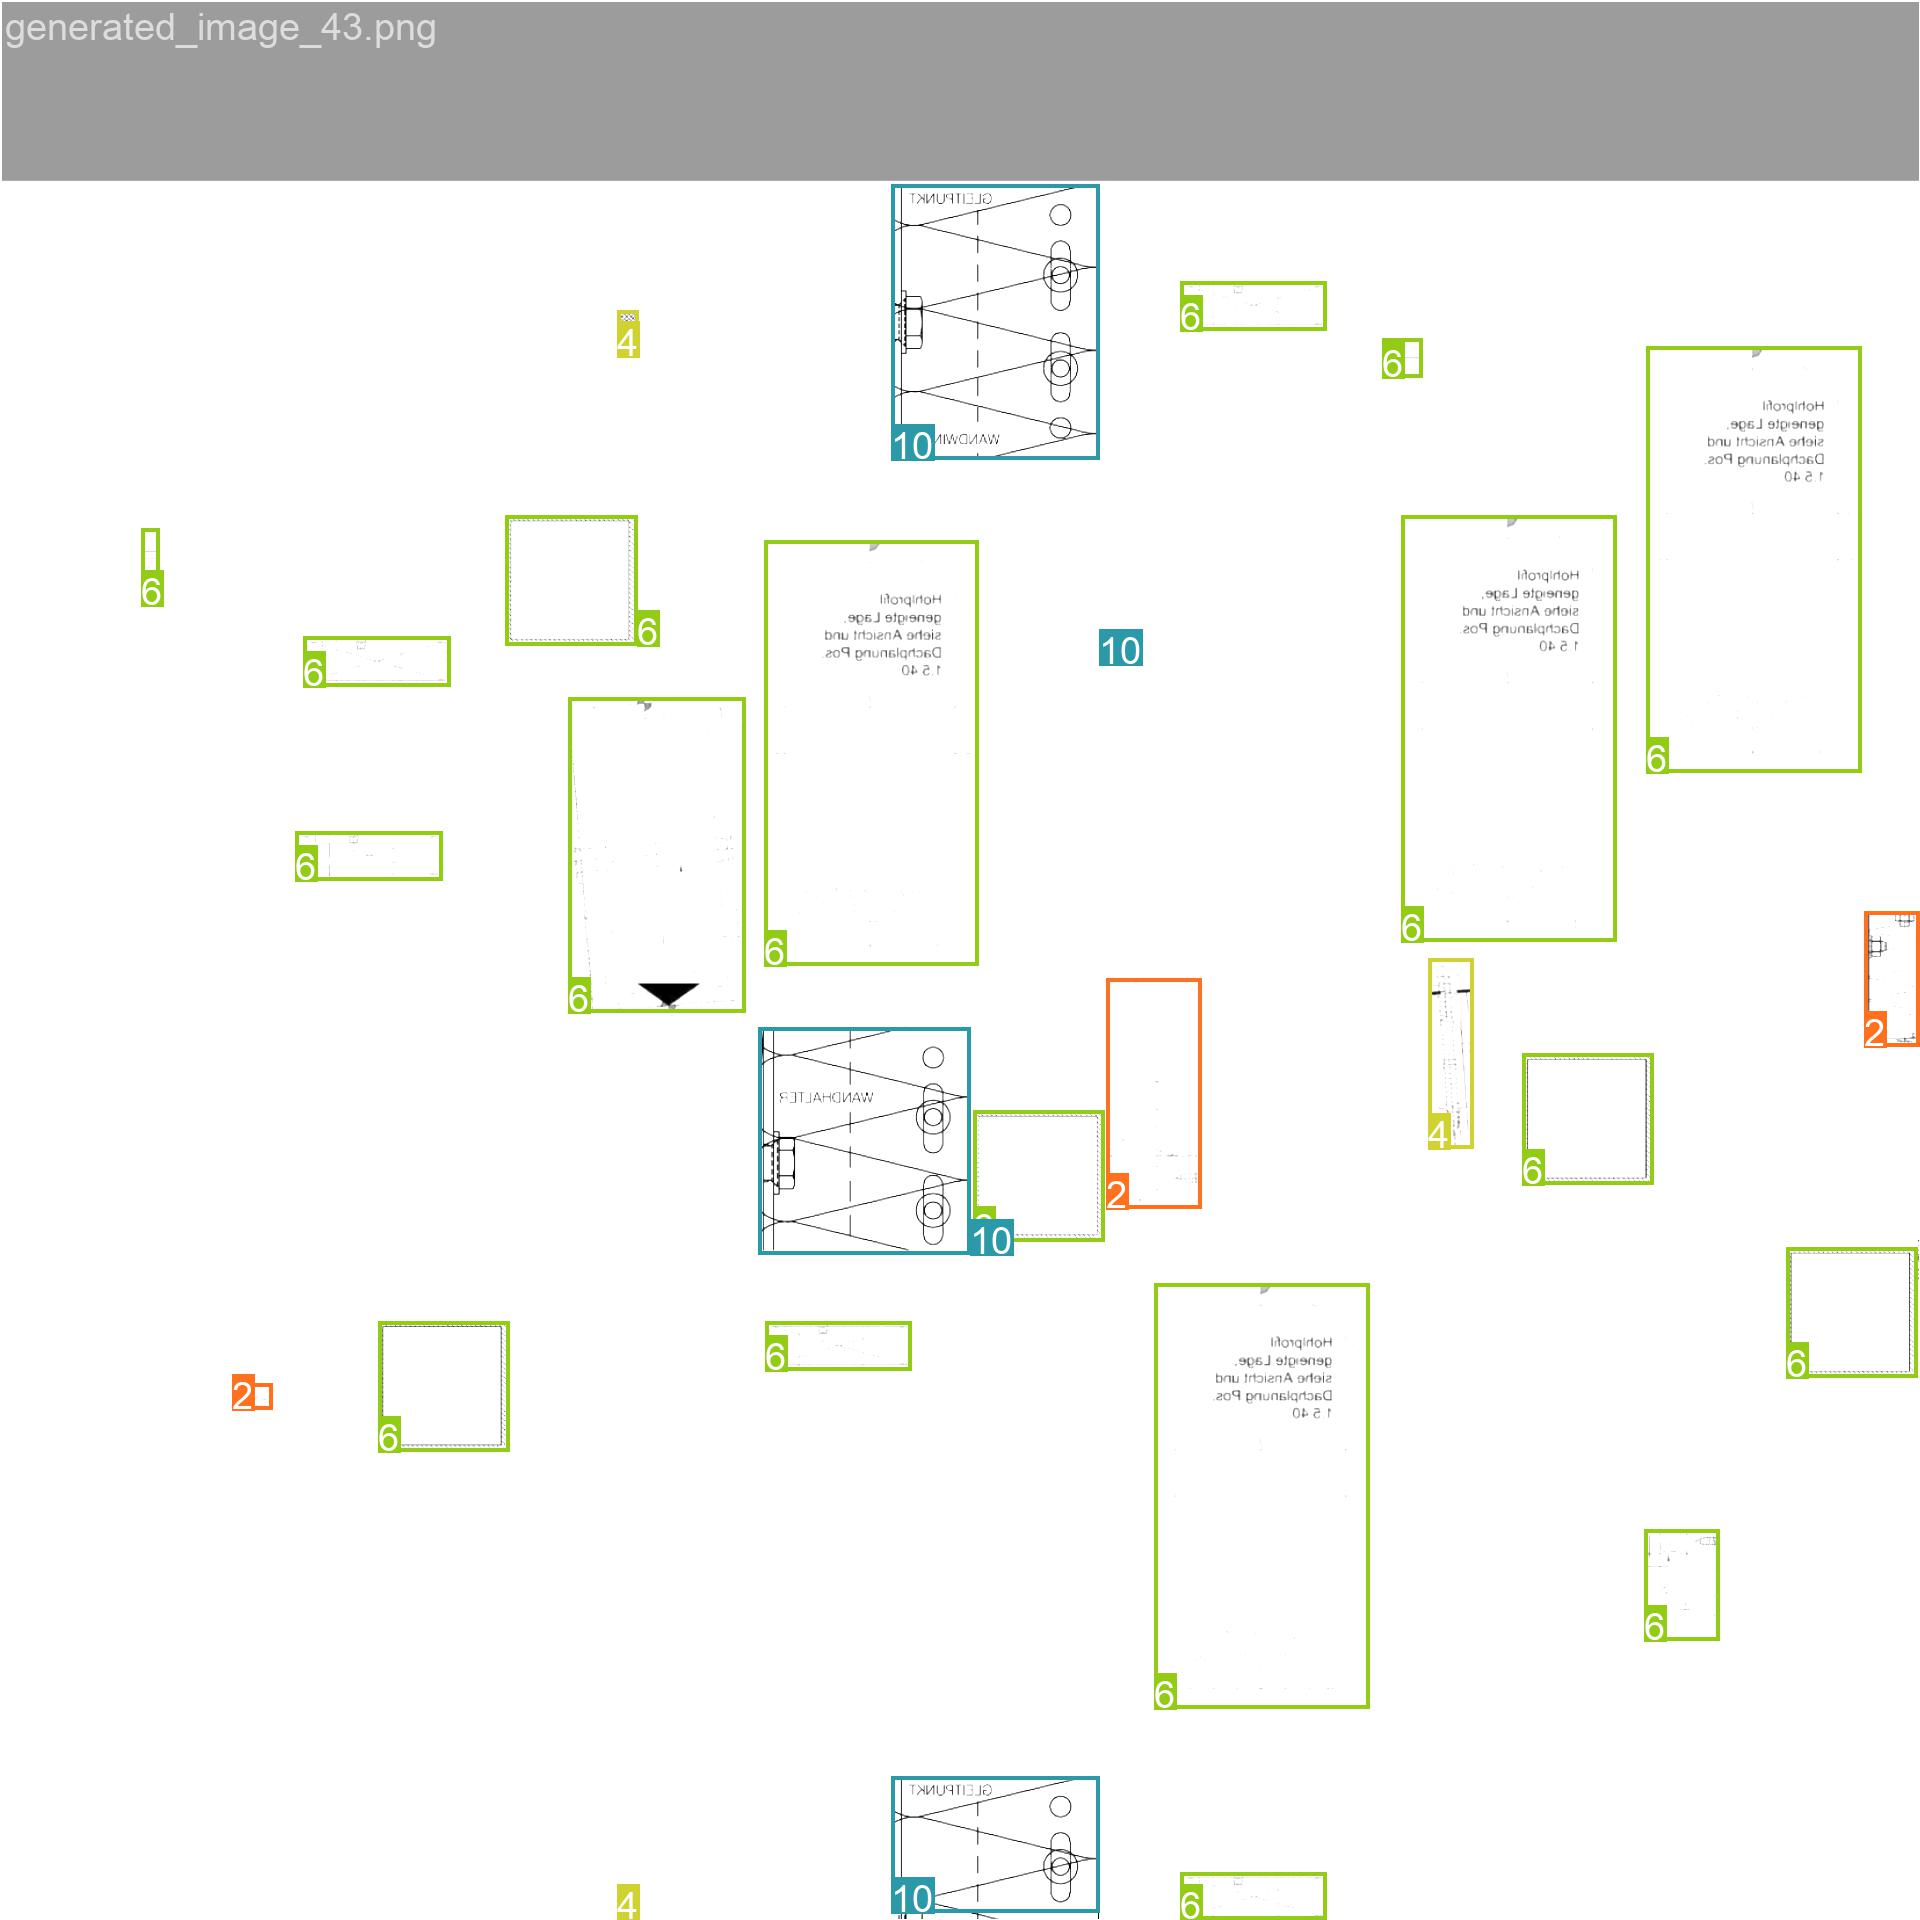 generated_image_43.png
GLEITPUNKT
10
WANDWIN
6
4
6
Hohlprofil
geneigte Lage,
siehe Ansicht und
Dachplanung Pos.
1.5.40
6
6
6
6
Hohlprofil
geneigte Lage,
siehe Ansicht und
Dachplanung Pos.
1.5.40
6
10
Hohlprofil
geneigte Lage,
siehe Ansicht und
Dachplanung Pos.
1.5.40
6
6
6
2
WANDHALTER
10
2
4
6
6
2
6
6
Hohlprofil
geneigte Lage,
siehe Ansicht und
Dachplanung Pos.
1.5.40
6
6
GLEITPUNKT
10
4
6